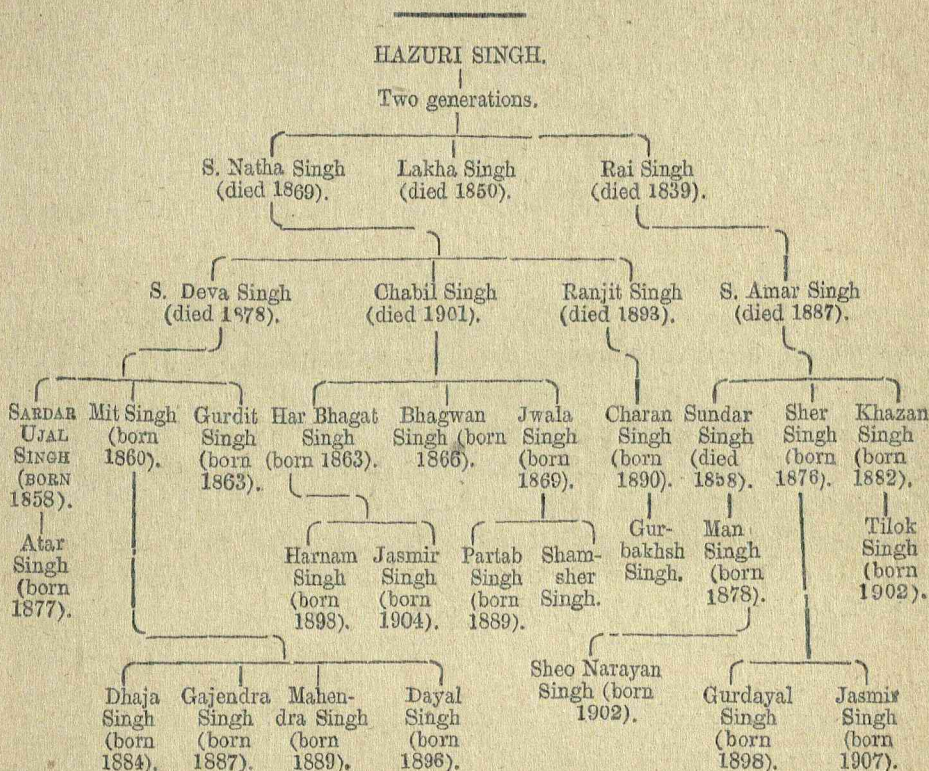 HAZURI SINGH.
Two generations.
S. Natha Singh
(died 1869).
Lakha Singh
(died 1850).
Rai Singh
(died 1839).
S. Deva Singh
(died 1878).
Chabil Singh
(died 1901).
Ranjit Singh
(died 1893).
S. Amar Singh
(died 1887).
SARDAR
UJAL
SINGH
(BORN
1858).
Mit Singh
(born
1860).
Gurdit
Singh
(born
1863).
Har Bhagat
Singh
(born 1863).
Bhagwan
Singh (born
1866).
Jwala
Singh
(born
1869).
Charan
Singh
(born
1890).
Sundar
Singh
(died
1858).
Sher
Singh
(born
1876).
Khazan
Singh
(born
1882).
Atar
Singh
(born
1877).
Harnam
Singh
(born
1898).
Jasmir
Singh
(born
1904).
Partab
Singh
(born
1889).
Sham-
sher
Singh.
Gur-
bakhsh
Singh.
Man
Singh
(born
1878).
Tilok
Singh
(born
1902).
Dhaja
Singh
(born
1884).
Gajendra
Singh
(born
1887).
Mahen-
dra Singh
(born
1889).
Dayal
Singh
(born
1896).
Sheo Narayan
Singh (born
1902).
Gurdayal
Singh
(born
1898).
Jasmir
Singh
(born
1907).